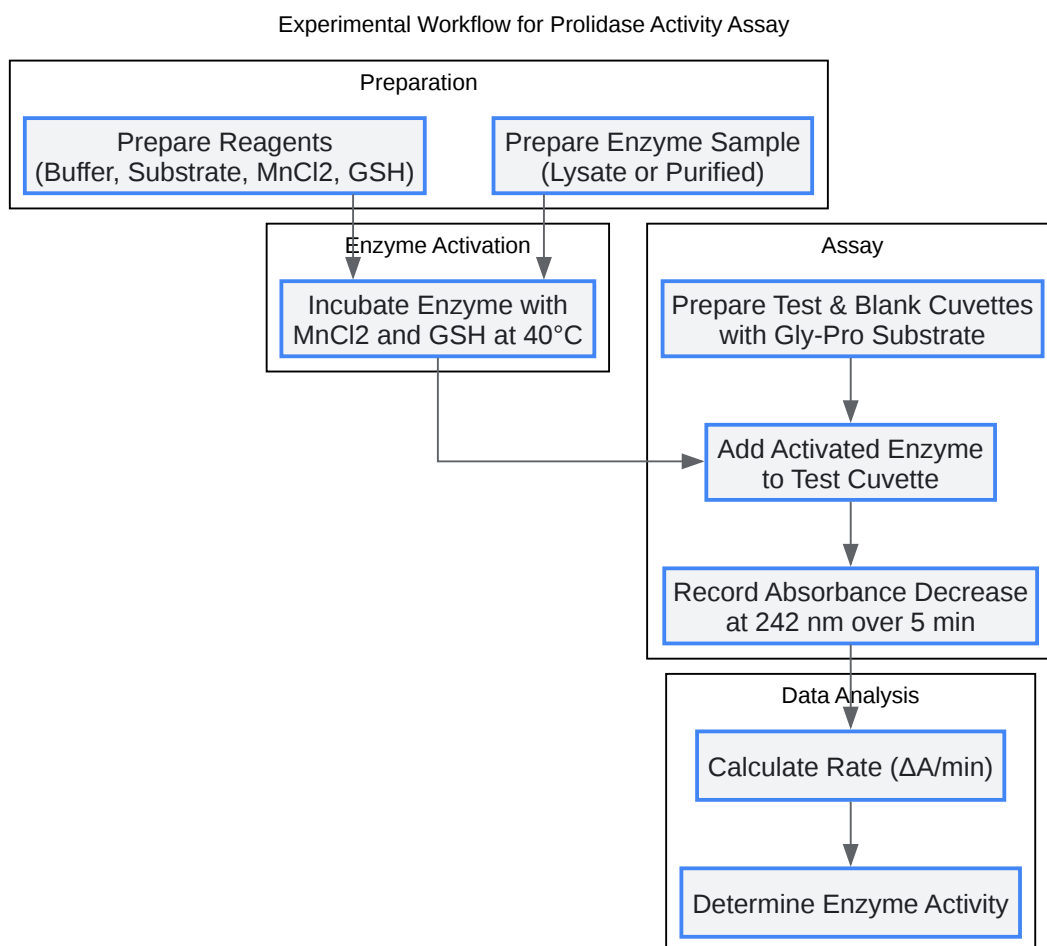 Experimental Workflow for Prolidase Activity Assay
Preparation
Prepare Reagents
(Buffer, Substrate, MnCl2, GSH)
Prepare Enzyme Sample
(Lysate or Purified)
Enzyme Activation
Incubate Enzyme with
MnCl2 and GSH at 40°C
Assay
Prepare Test & Blank Cuvettes
with Gly-Pro Substrate
Add Activated Enzyme
to Test Cuvette
Record Absorbance Decrease
at 242 nm over 5 min
Data Analysis
Calculate Rate (ΔA/min)
Determine Enzyme Activity